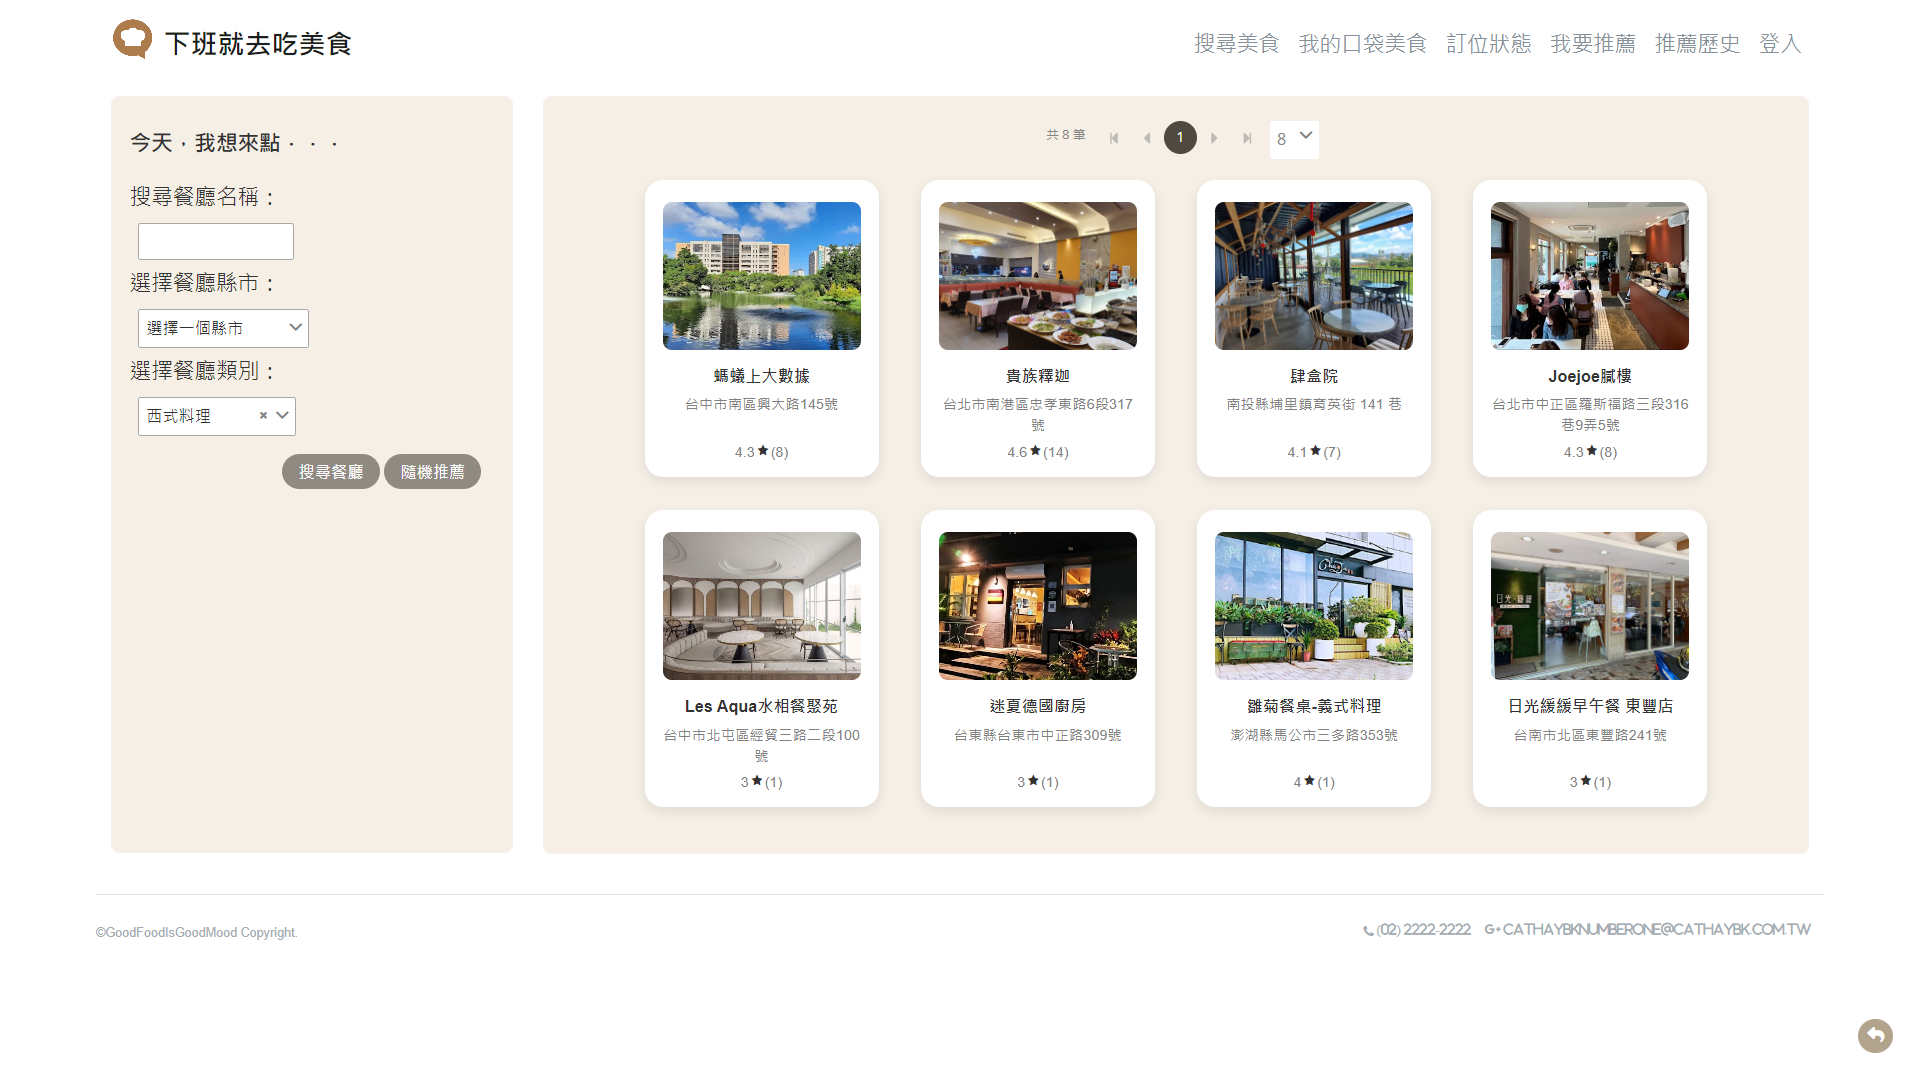 下班就去吃美食
搜尋美食 我的口袋美食 訂位狀態 我要推薦 推薦歷史 登入
今天，我想來點．．．
搜尋餐廳名稱：
選擇餐廳縣市：
選擇一個縣市
選擇餐廳類別：
西式料理
搜尋餐廳 隨機推薦
共 8 筆 1 8
螞蟻上大數據
台中市南區興大路145號
4.3★(8)
貴族釋迦
台北市南港區忠孝東路6段317
號
4.6★(14)
肆盒院
南投縣埔里鎮育英街 141 巷
4.1★(7)
Joejoe膩樓
台北市中正區羅斯福路三段316
巷9弄5號
4.3★(8)
Les Aqua水相餐聚苑
台中市北屯區經貿三路二段100
號
3★(1)
迷夏德國廚房
台東縣台東市中正路309號
3★(1)
雛菊餐桌-義式料理
澎湖縣馬公市三多路353號
4★(1)
日光緩緩早午餐 東豐店
台南市北區東豐路241號
3★(1)
©GoodFoodIsGoodMood Copyright.
(02) 2222-2222 G+ CATHAYBKNUMBERONE@CATHAYBK.COM.TW